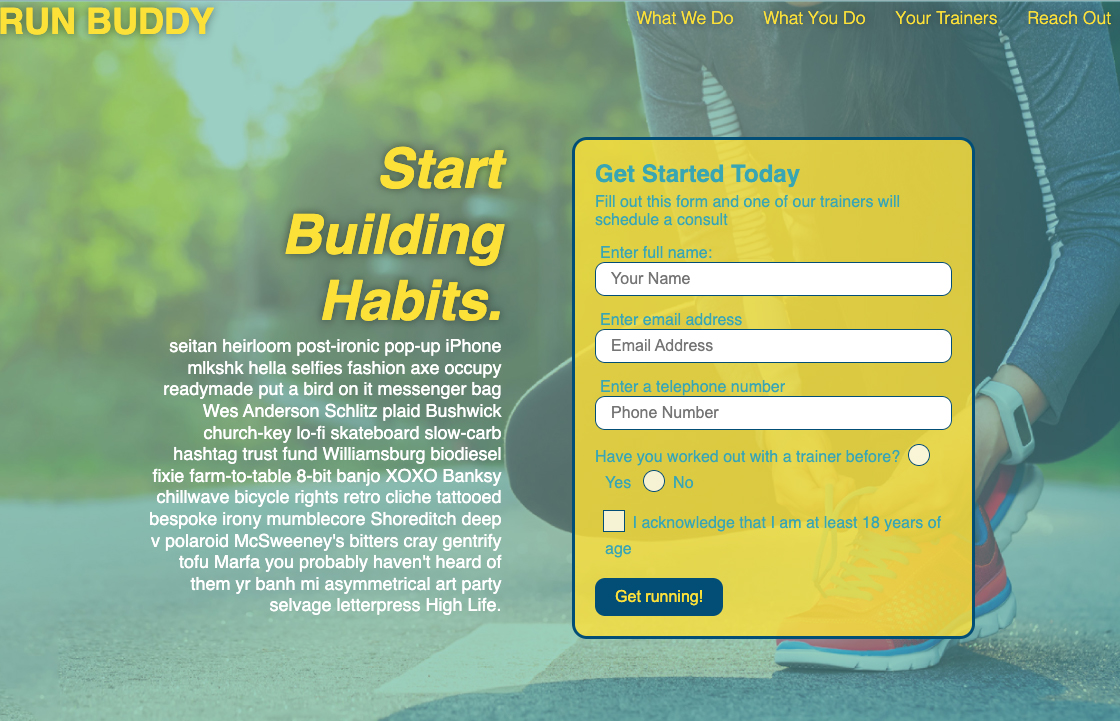 RUN BUDDY
What We Do
What You Do
Your Trainers
Reach Out
Start
Building
Habits.
seitan heirloom post-ironic pop-up iPhone
mlkshk hella selfies fashion axe occupy
readymade put a bird on it messenger bag
Wes Anderson Schlitz plaid Bushwick
church-key lo-fi skateboard slow-carb
hashtag trust fund Williamsburg biodiesel
fixie farm-to-table 8-bit banjo XOXO Banksy
chillwave bicycle rights retro cliche tattooed
bespoke irony mumblecore Shoreditch deep
v polaroid McSweeney's bitters cray gentrify
tofu Marfa you probably haven't heard of
them yr banh mi asymmetrical art party
selvage letterpress High Life.
Get Started Today
Fill out this form and one of our trainers will
schedule a consult
Enter full name:
Your Name
Enter email address
Email Address
Enter a telephone number
Phone Number
Have you worked out with a trainer before?
Yes No
I acknowledge that I am at least 18 years of
age
Get running!